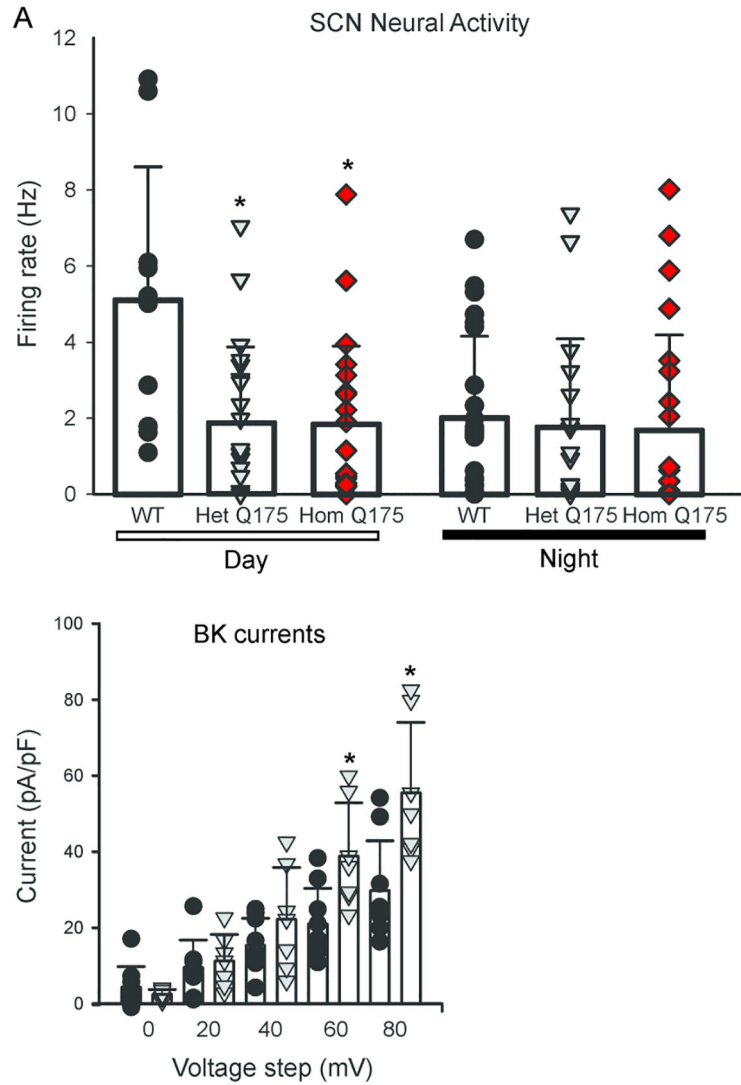 A
SCN Neural Activity
12
10
8
6
4
2
0
Firing rate (Hz)
*
*
WT Het Q175 Hom Q175 WT Het Q175 Hom Q175
Day Night
BK currents
100
80
60
40
20
0
Current (pA/pF)
*
*
0 20 40 60 80
Voltage step (mV)